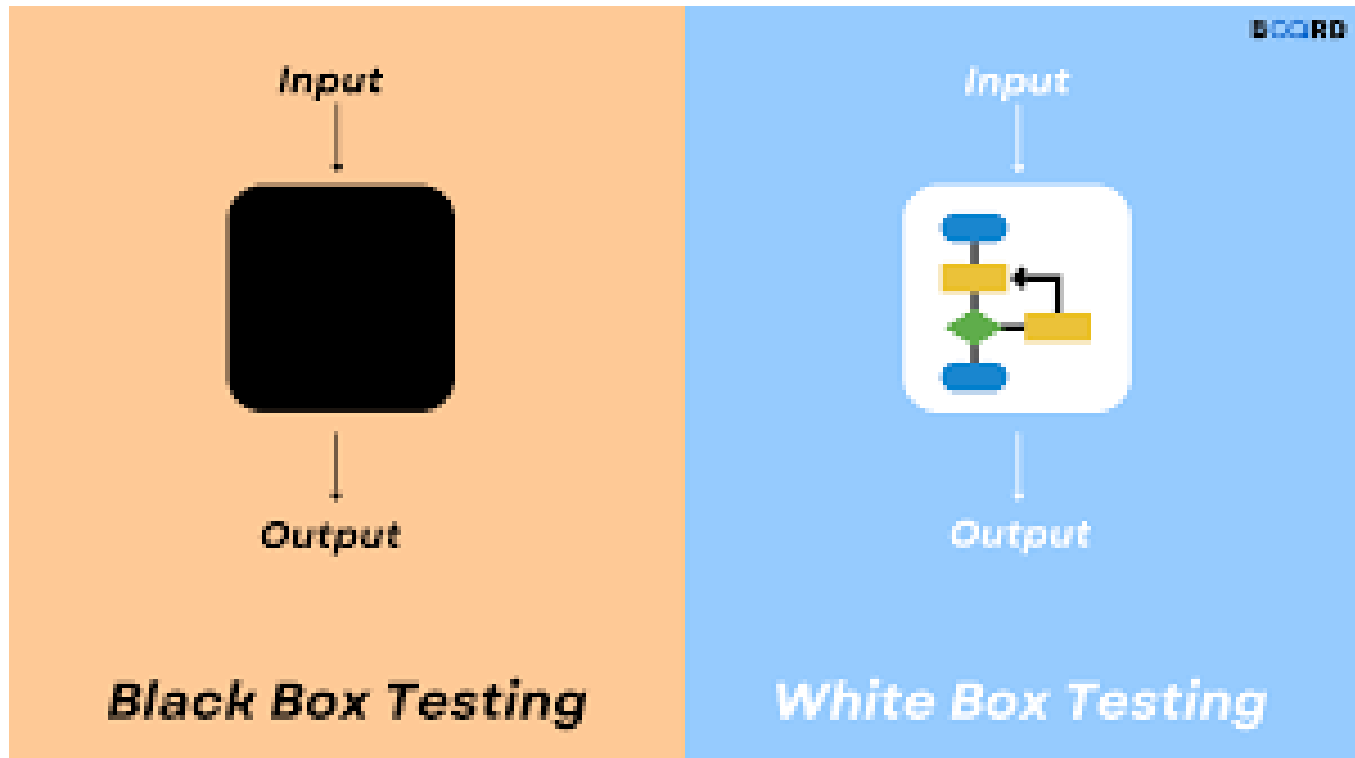 Input
Output
Black Box Testing
Input
Output
White Box Testing